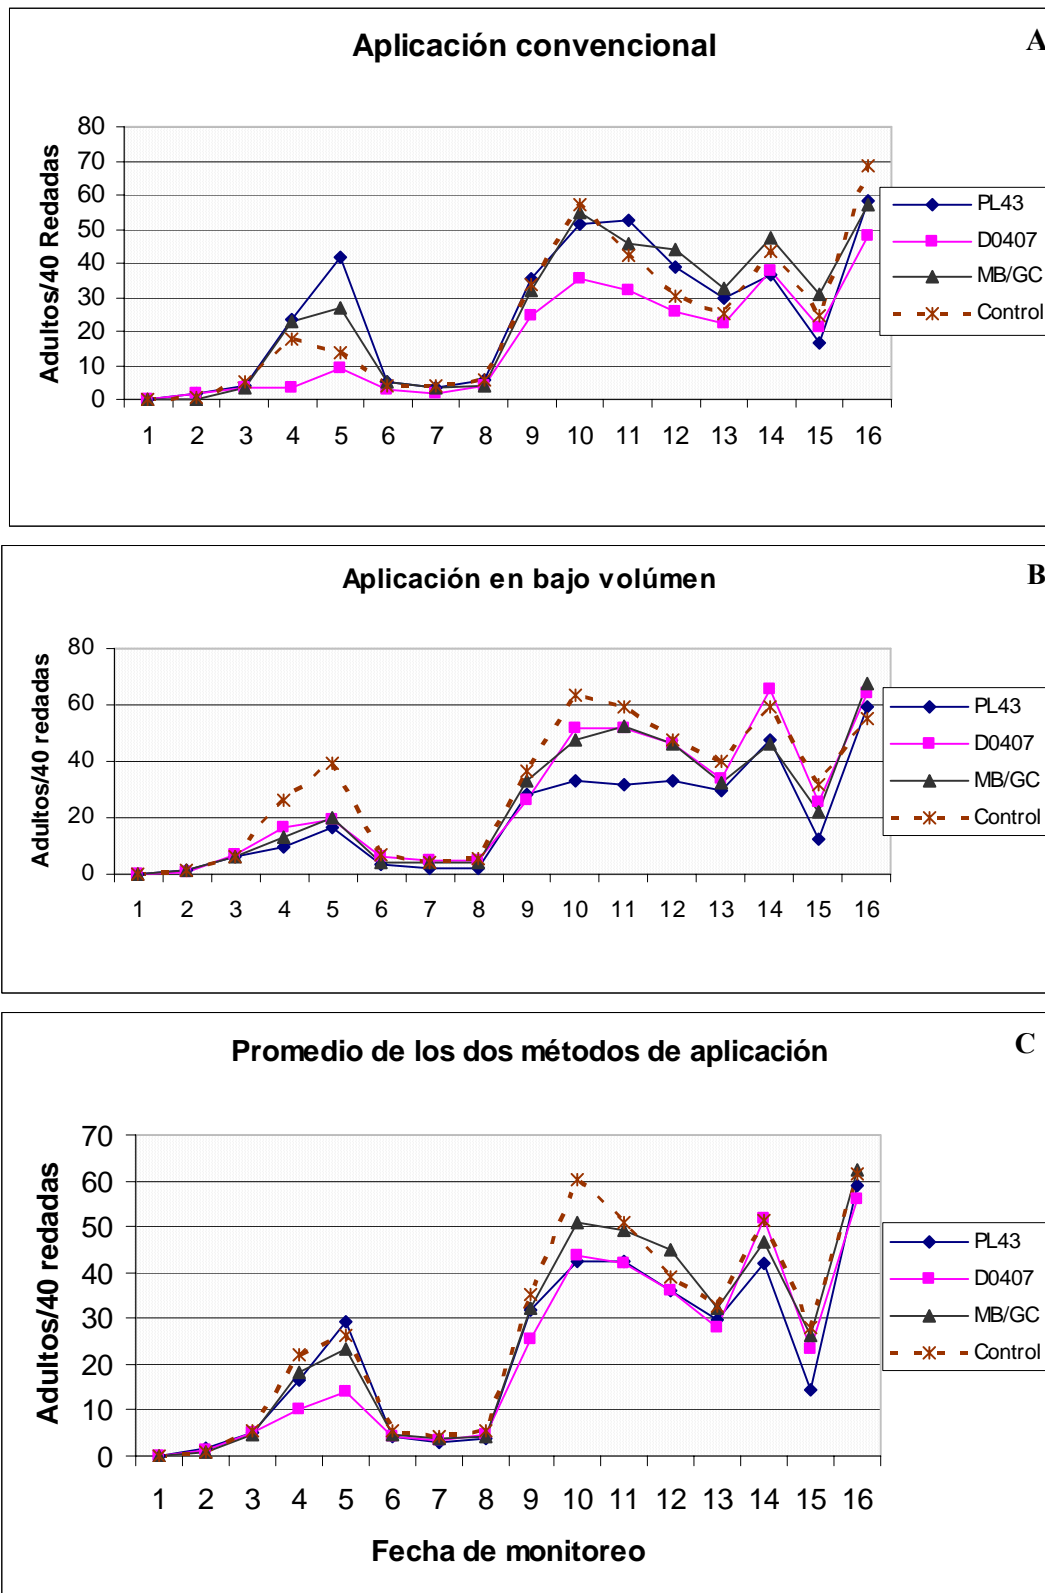 Aplicación convencional
A
Adultos/40 Redadas
80
70
60
50
40
30
20
10
0
1 2 3 4 5 6 7 8 9 10 11 12 13 14 15 16
PL43
D0407
MB/GC
Control
Aplicación en bajo volúmen
B
Adultos/40 redadas
80
60
40
20
0
1 2 3 4 5 6 7 8 9 10 11 12 13 14 15 16
PL43
D0407
MB/GC
Control
Promedio de los dos métodos de aplicación
C
Adultos/40 redadas
70
60
50
40
30
20
10
0
1 2 3 4 5 6 7 8 9 10 11 12 13 14 15 16
Fecha de monitoreo
PL43
D0407
MB/GC
Control